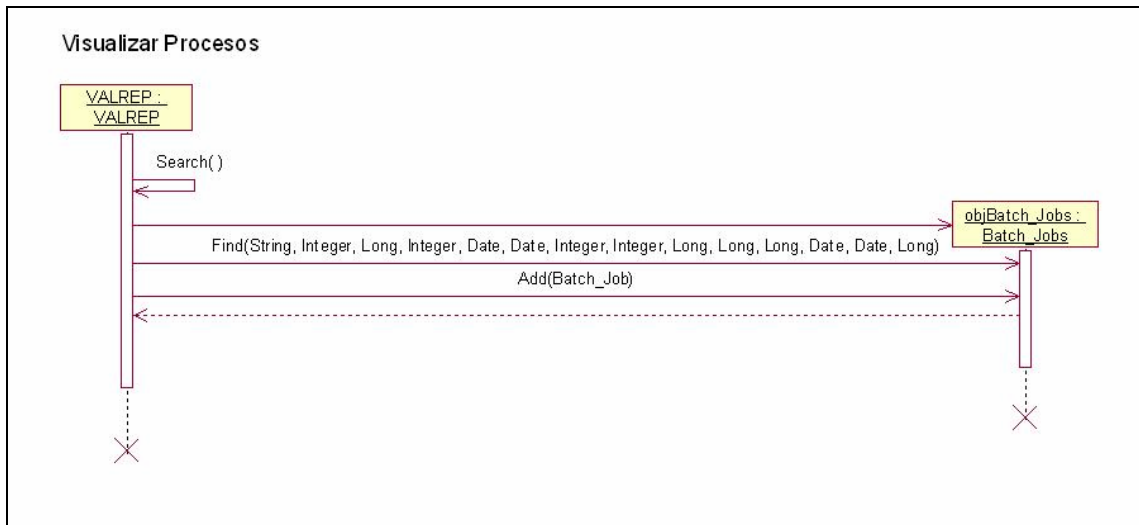 Visualizar Procesos
VALREP :
VALREP
Search( )
objBatch_Jobs :
Batch_Jobs
Find(String, Integer, Long, Integer, Date, Date, Integer, Integer, Long, Long, Long, Date, Date, Long)
Add(Batch_Job)